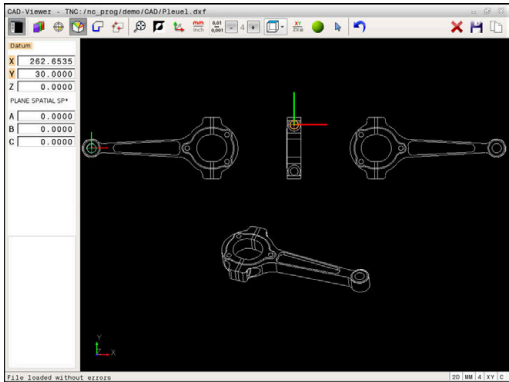 CAD-Viewer - TNC:/nc_prog/demo/CAD/Pleuel.dxf
mm
inch
0,01
0,001
4
XY
ZXØ
Datum
X 262.6535
Y 30.0000
Z 0.0000
PLANE SPATIAL SP*
A 0.0000
B 0.0000
C 0.0000
Y
Z
X
File loaded without errors
2D MM 4 XY C